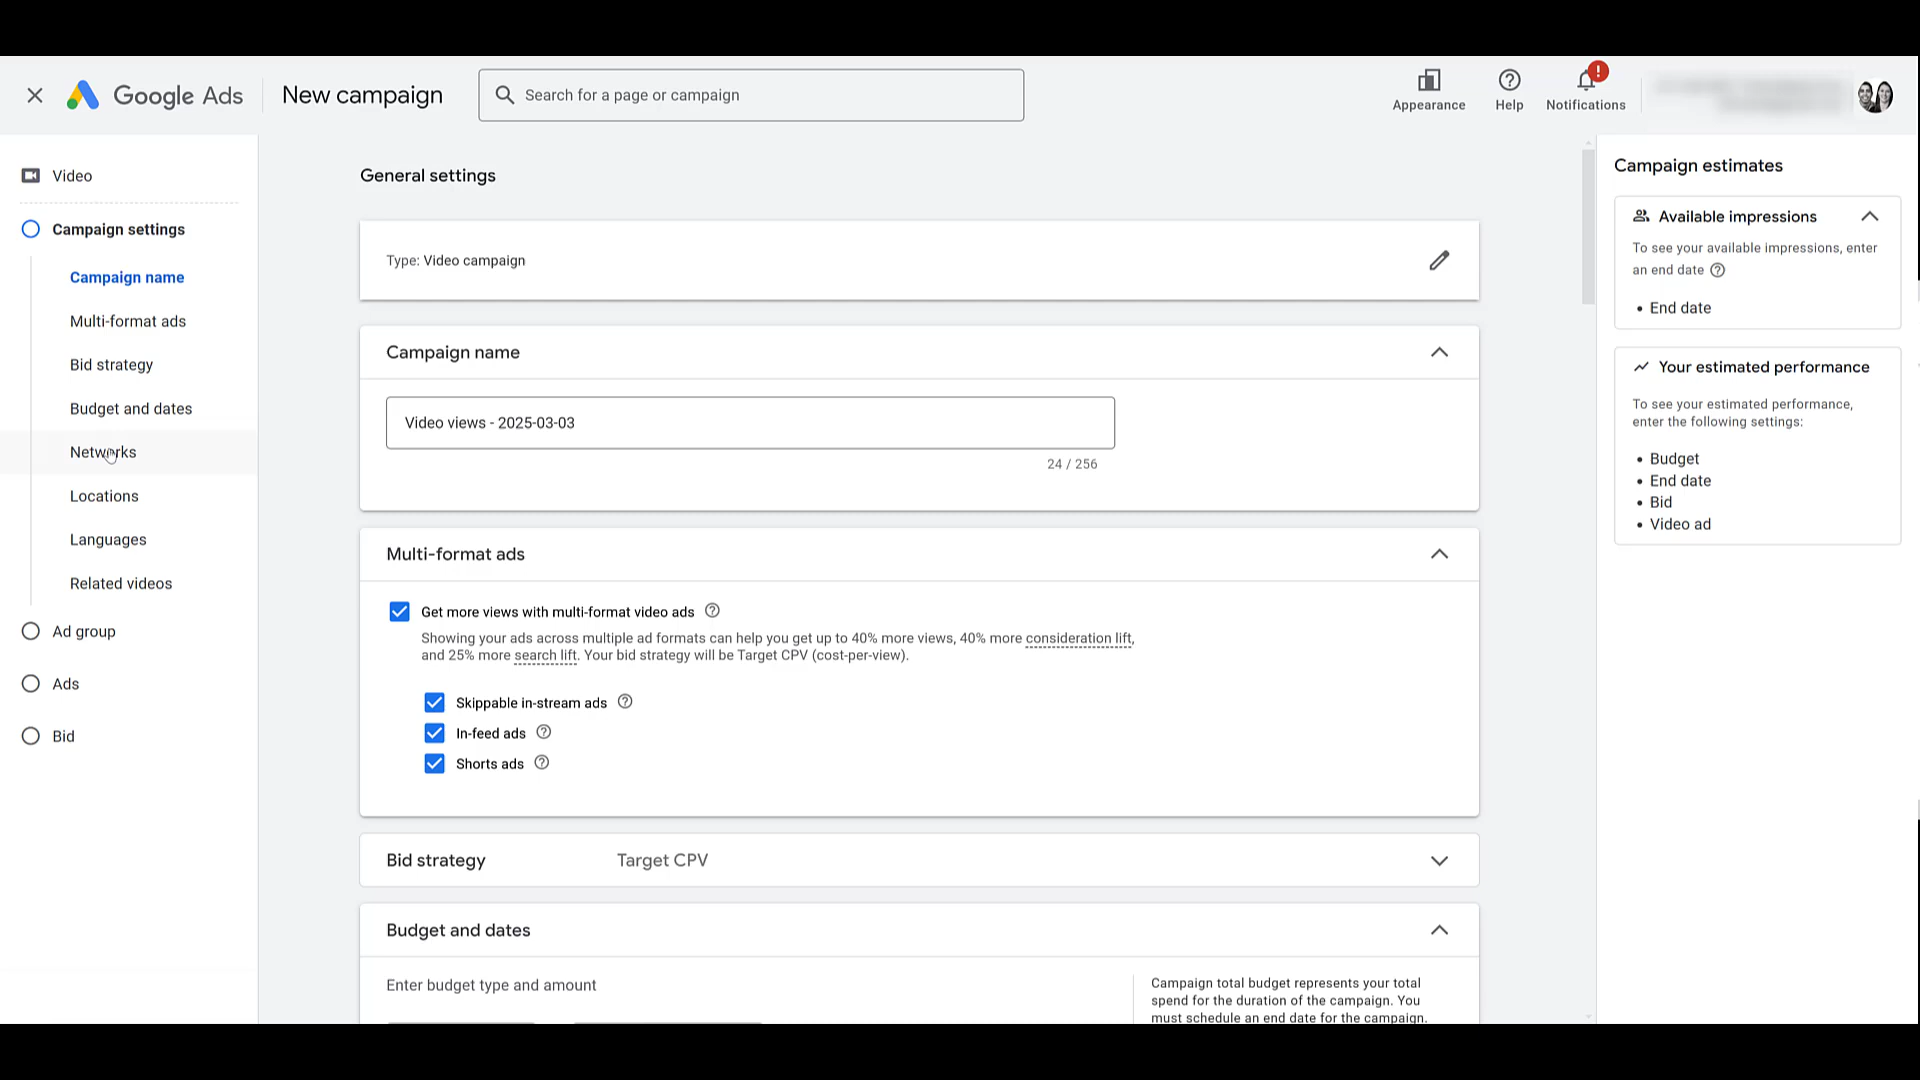 Google Ads
New campaign
Search for a page or campaign
Appearance
Help
!
Notifications
Video
Campaign settings
Campaign name
Multi-format ads
Bid strategy
Budget and dates
Networks
Locations
Languages
Related videos
Ad group
Ads
Bid
General settings
Type: Video campaign
Campaign name
Video views - 2025-03-03
24 / 256
Multi-format ads
Get more views with multi-format video ads
Showing your ads across multiple ad formats can help you get up to 40% more views, 40% more consideration lift,
and 25% more search lift. Your bid strategy will be Target CPV (cost-per-view).
Skippable in-stream ads
In-feed ads
Shorts ads
Bid strategy Target CPV
Budget and dates
Enter budget type and amount
Campaign total budget represents your total
spend for the duration of the campaign. You
must schedule an end date for the campaign.
Campaign estimates
Available impressions
To see your available impressions, enter
an end date
• End date
Your estimated performance
To see your estimated performance,
enter the following settings:
• Budget
• End date
• Bid
• Video ad